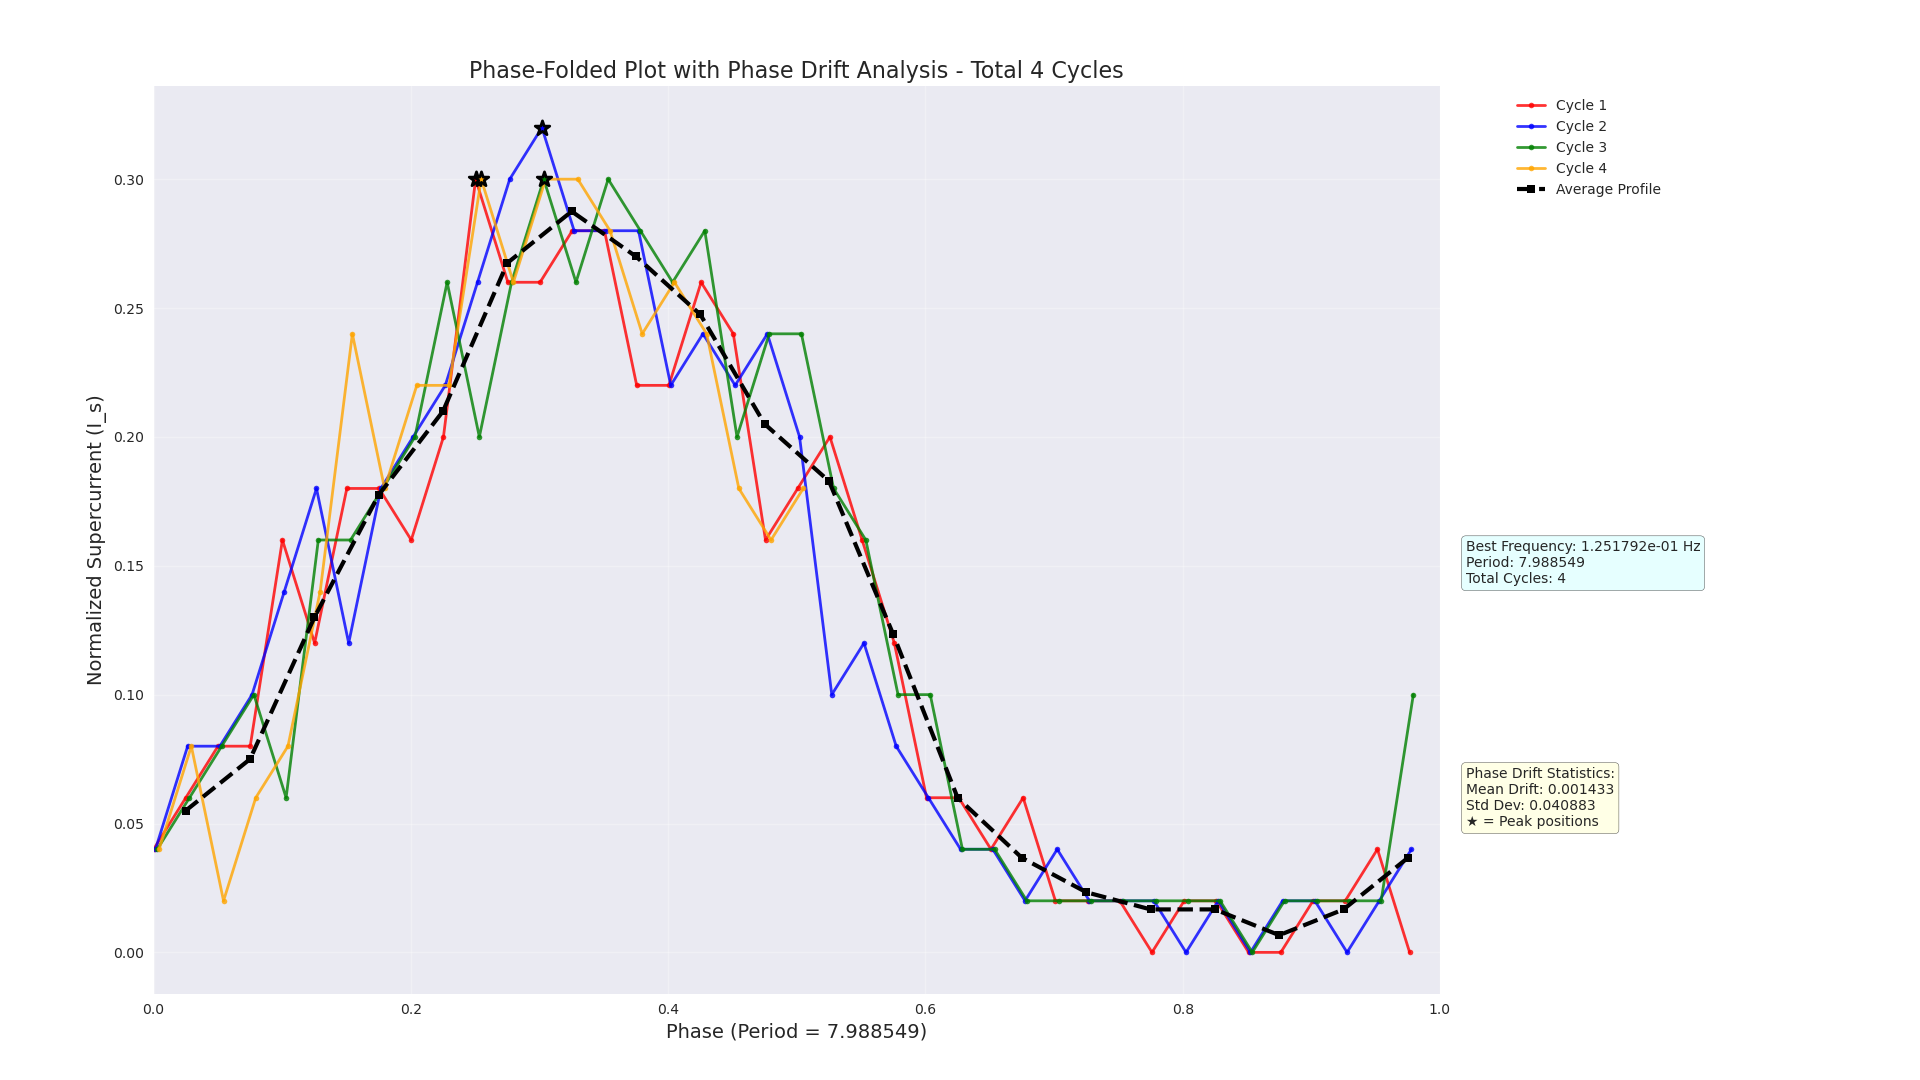 Phase-Folded Plot with Phase Drift Analysis - Total 4 Cycles
Normalized Supercurrent (I_s)
0.30
0.25
0.20
0.15
0.10
0.05
0.00
0.0 0.2 0.4 0.6 0.8 1.0
Phase (Period = 7.988549)
Cycle 1
Cycle 2
Cycle 3
Cycle 4
Average Profile
Best Frequency: 1.251792e-01 Hz
Period: 7.988549
Total Cycles: 4
Phase Drift Statistics:
Mean Drift: 0.001433
Std Dev: 0.040883
★ = Peak positions